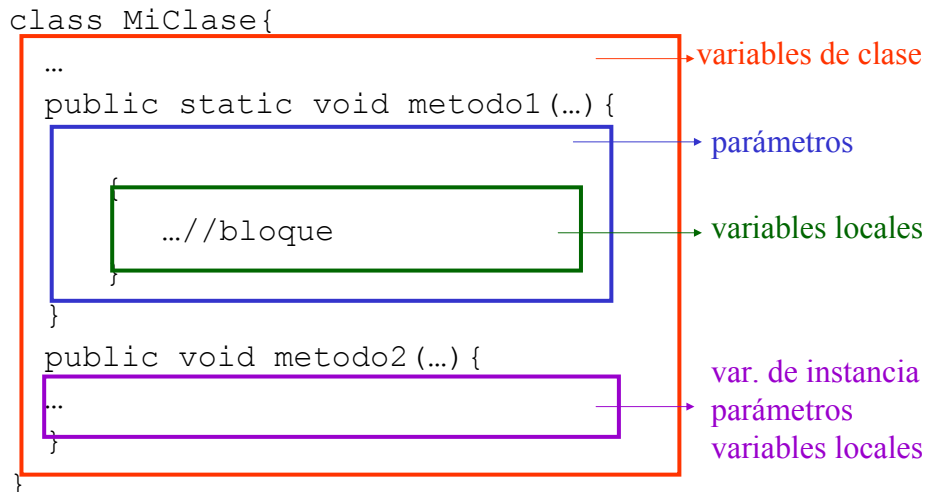 class MiClase{
… variables de clase
public static void metodo1(…){
parámetros
{
…//bloque variables locales
}
}
public void metodo2(…){
var. de instancia
… parámetros
} variables locales
}